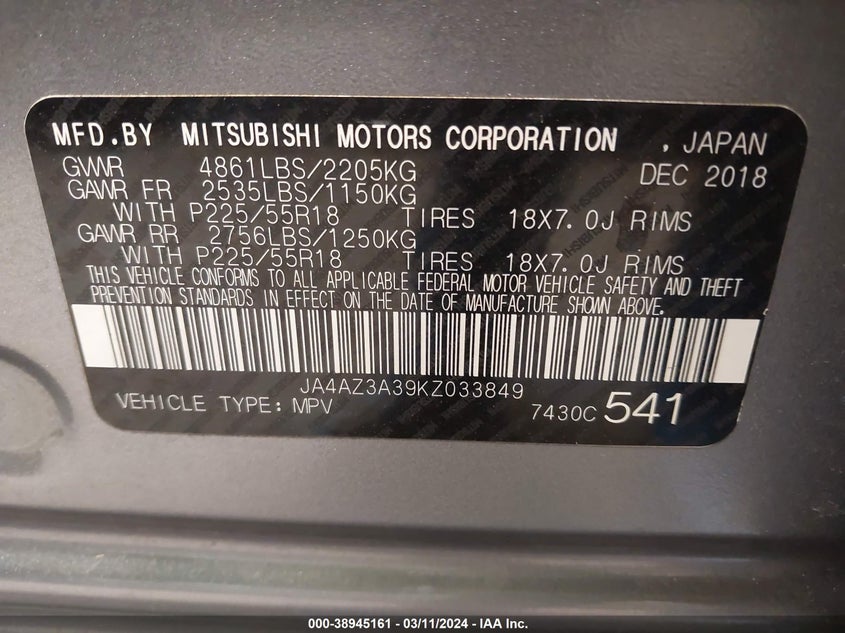 MFD.BY MITSUBISHI MOTORS CORPORATION , JAPAN
GVWR 4861LBS/2205KG DEC 2018
GAWR FR 2535LBS/1150KG
WITH P225/55R18 TIRES 18X7.0J RIMS
GAWR RR 2756LBS/1250KG
WITH P225/55R18 TIRES 18X7.0J RIMS
THIS VEHICLE CONFORMS TO ALL APPLICABLE FEDERAL MOTOR VEHICLE SAFETY AND THEFT
PREVENTION STANDARDS IN EFFECT ON THE DATE OF MANUFACTURE SHOWN ABOVE.
JA4AZ3A39KZ033849
VEHICLE TYPE: MPV 7430C 541
000-38945161 - 03/11/2024 - IAA Inc.